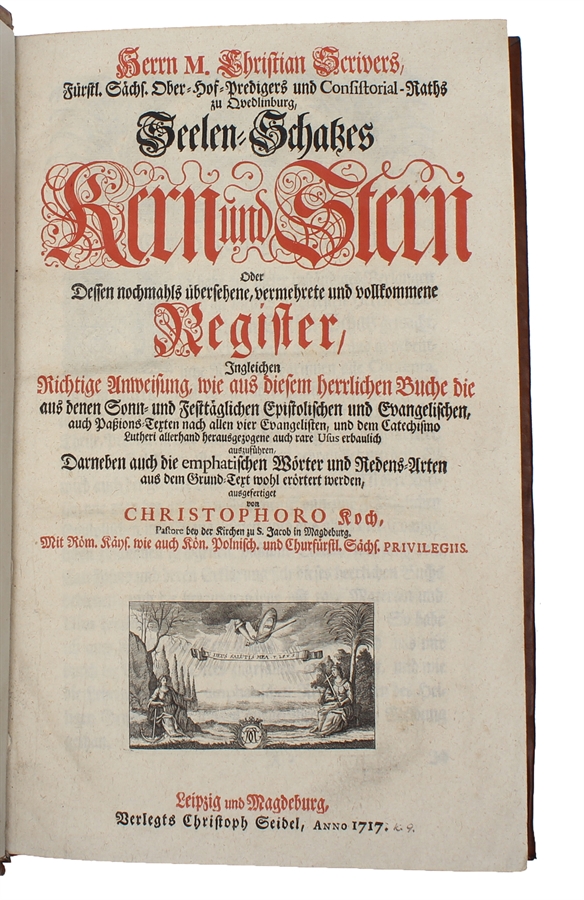 Herrn M. Christian Scrivers,
Fürstl. Sächs. Ober-Hof-Predigers und Consistorial-Raths
zu Qvedlinburg,
Seelen-Schatzes
Kern und Stern
Oder
Dessen nochmahls übersehene, vermehrete und vollkommene
Register,
Ingleichen
Richtige Anweisung, wie aus diesem herrlichen Buche die
aus denen Sonn- und Festtäglichen Epistolischen und Evangelischen,
auch Paßions-Texten nach allen vier Evangelisten, und dem Catechismo
Lutheri allerhand herausgezogene auch rare Usus erbaulich
auszuführen,
Darneben auch die emphatischen Wörter und Redens-Arten
aus dem Grund-Text wohl erörtert werden,
ausgefertiget
von
CHRISTOPHORO Koch,
Pastore bey der Kirchen zu S. Jacob in Magdeburg.
Mit Röm. Käys. wie auch Kön. Polnisch. und Churfürstl. Sächs. PRIVILEGIIS.
DEUS SALUTIS MEA
Leipzig und Magdeburg,
Verlegts Christoph Seidel, ANNO 1717.